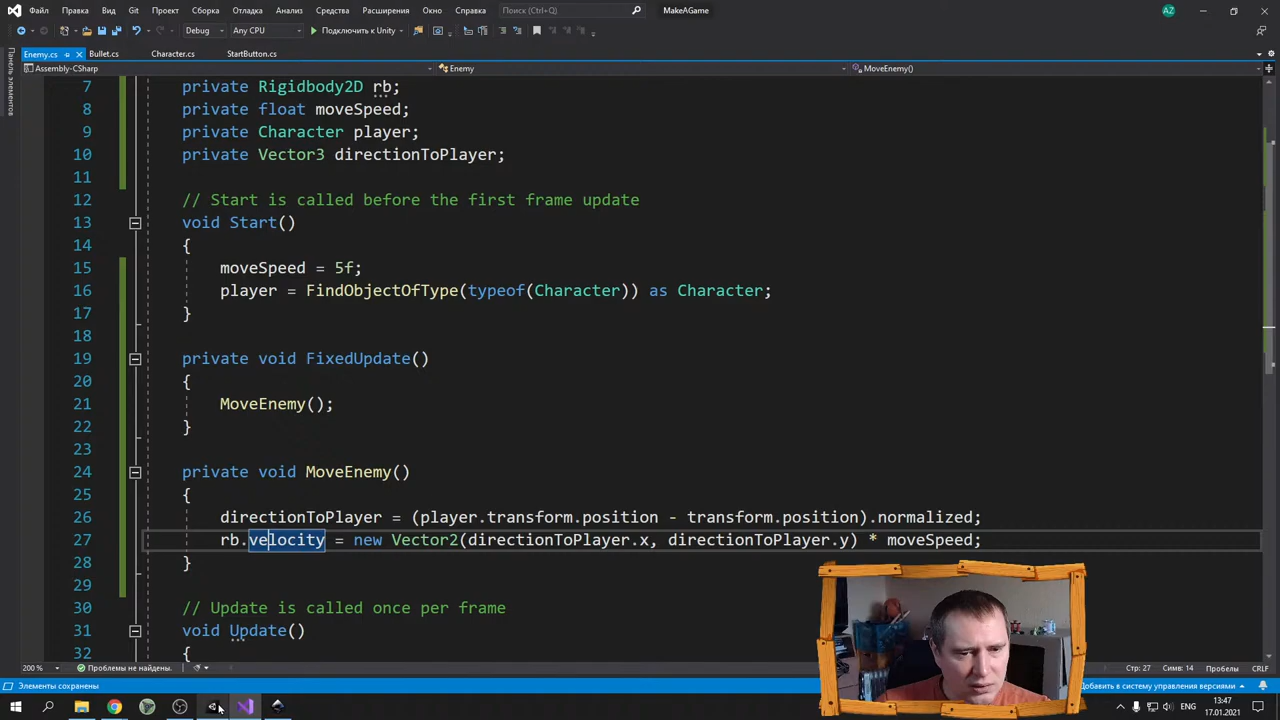 Файл Правка Вид Git Проект Сборка Отладка Анализ Средства Расширения Окно Справка Поиск (Ctrl+Q) MakeAGame AZ
Debug Any CPU Подключить к Unity
Enemy.cs Bullet.cs Character.cs StartButton.cs
Assembly-CSharp Enemy MoveEnemy()
Панель элементов
7 private Rigidbody2D rb;
8 private float moveSpeed;
9 private Character player;
10 private Vector3 directionToPlayer;
11
12 // Start is called before the first frame update
13 void Start()
14 {
15 moveSpeed = 5f;
16 player = FindObjectOfType(typeof(Character)) as Character;
17 }
18
19 private void FixedUpdate()
20 {
21 MoveEnemy();
22 }
23
24 private void MoveEnemy()
25 {
26 directionToPlayer = (player.transform.position - transform.position).normalized;
27 rb.velocity = new Vector2(directionToPlayer.x, directionToPlayer.y) * moveSpeed;
28 }
29
30 // Update is called once per frame
31 void Update()
32 {
200 % Проблемы не найдены. Стр: 27 Симв: 14 Пробелы CRLF
Элементы сохранены Добавить в систему управления версиями
ENG 13:47
17.01.2021